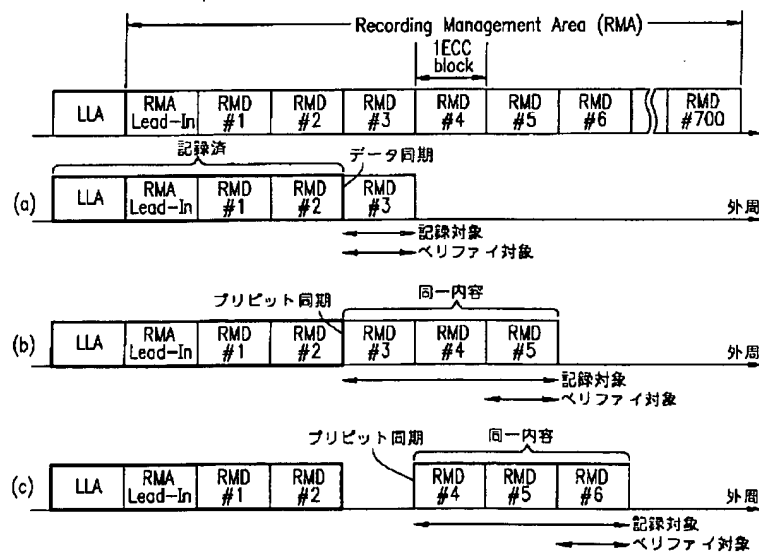 Recording Management Area (RMA)
1ECC
block
LLA
RMA
Lead-In
RMD
#1
RMD
#2
RMD
#3
RMD
#4
RMD
#5
RMD
#6
RMD
#700
記録済
データ同期
(a)
LLA
RMA
Lead-In
RMD
#1
RMD
#2
RMD
#3
外周
記録対象
ベリファイ対象
プリピット同期
同一内容
(b)
LLA
RMA
Lead-In
RMD
#1
RMD
#2
RMD
#3
RMD
#4
RMD
#5
外周
記録対象
ベリファイ対象
プリピット同期
同一内容
(c)
LLA
RMA
Lead-In
RMD
#1
RMD
#2
RMD
#4
RMD
#5
RMD
#6
外周
記録対象
ベリファイ対象